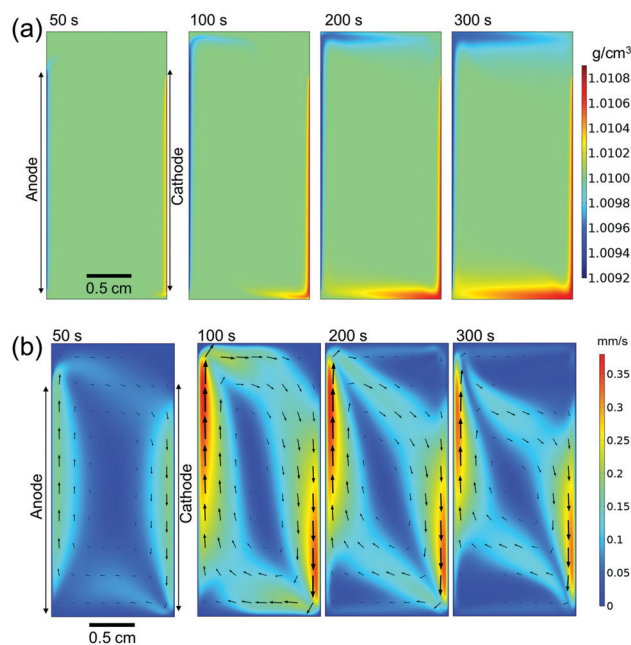 (a)
50 s
100 s
200 s
300 s
g/cm³
1.0108
1.0106
1.0104
1.0102
1.0100
1.0098
1.0096
1.0094
1.0092
Anode
Cathode
0.5 cm
(b)
50 s
100 s
200 s
300 s
mm/s
0.35
0.3
0.25
0.2
0.15
0.1
0.05
0
Anode
Cathode
0.5 cm